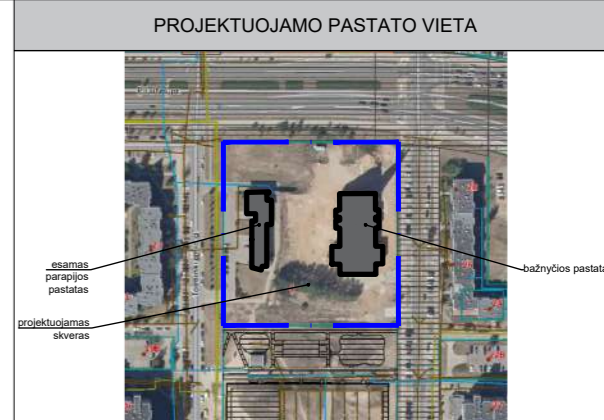 PROJEKTUOJAMO PASTATO VIETA
esamas
parapijos
pastatas
bažnyčios pastata
projektuojamas
skveras